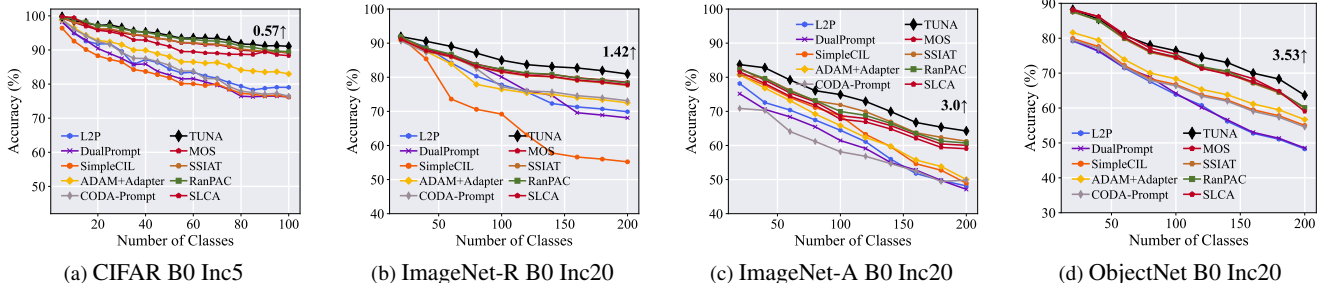 100
90
80
70
60
50
Accuracy (%)
0.57↑
L2P
DualPrompt
SimpleCIL
ADAM+Adapter
CODA-Prompt
TUNA
MOS
SSIAT
RanPAC
SLCA
20 40 60 80 100
Number of Classes
(a) CIFAR B0 Inc5
100
90
80
70
60
50
40
Accuracy (%)
1.42↑
L2P
DualPrompt
SimpleCIL
ADAM+Adapter
CODA-Prompt
TUNA
MOS
SSIAT
RanPAC
SLCA
50 100 150 200
Number of Classes
(b) ImageNet-R B0 Inc20
100
90
80
70
60
50
40
Accuracy (%)
L2P
DualPrompt
SimpleCIL
ADAM+Adapter
CODA-Prompt
TUNA
MOS
SSIAT
RanPAC
SLCA
3.0↑
50 100 150 200
Number of Classes
(c) ImageNet-A B0 Inc20
90
80
70
60
50
40
30
Accuracy (%)
3.53↑
L2P
DualPrompt
SimpleCIL
ADAM+Adapter
CODA-Prompt
TUNA
MOS
SSIAT
RanPAC
SLCA
50 100 150 200
Number of Classes
(d) ObjectNet B0 Inc20